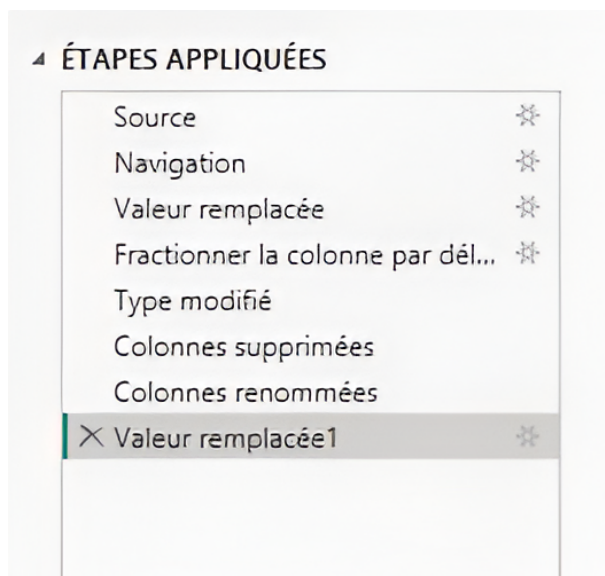 ÉTAPES APPLIQUÉES
Source
Navigation
Valeur remplacée
Fractionner la colonne par dél...
Type modifié
Colonnes supprimées
Colonnes renommées
Valeur remplacée1